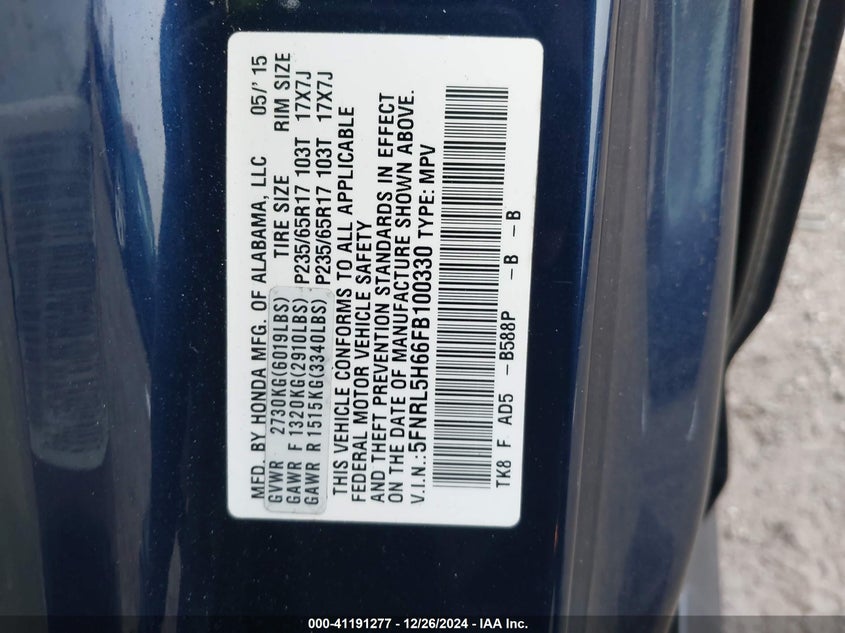 MFD. BY HONDA MFG. OF ALABAMA, LLC 05/' 15
GVWR 2730KG(6019LBS) TIRE SIZE RIM SIZE
GAWR F 1320KG(2910LBS) P235/65R17 103T 17X7J
GAWR R 1515KG(3340LBS) P235/65R17 103T 17X7J
THIS VEHICLE CONFORMS TO ALL APPLICABLE
FEDERAL MOTOR VEHICLE SAFETY
AND THEFT PREVENTION STANDARDS IN EFFECT
ON THE DATE OF MANUFACTURE SHOWN ABOVE.
V.I.N.:5FNRL5H66FB100330 TYPE: MPV
TK8 F AD5 -B588P -B -B
000-41191277 - 12/26/2024 - IAA Inc.